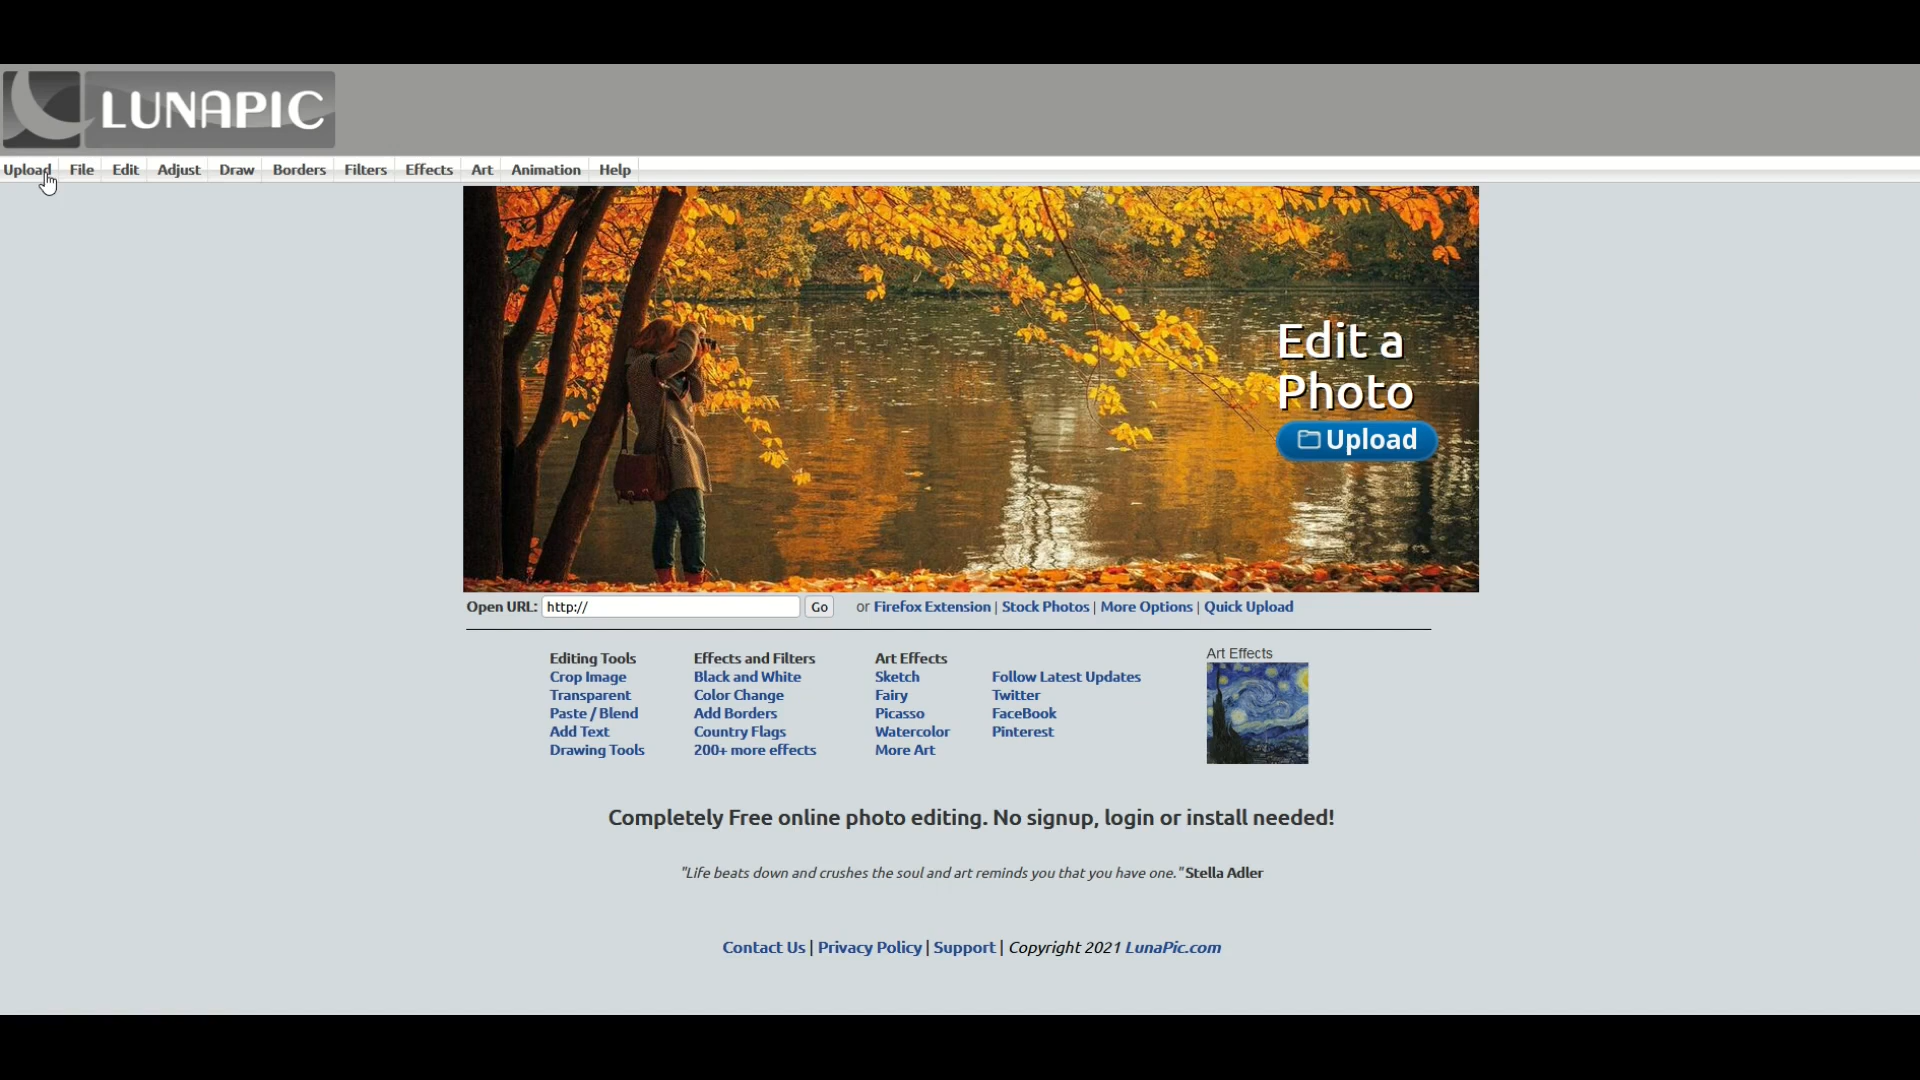 LUNAPIC
Upload File Edit Adjust Draw Borders Filters Effects Art Animation Help
Edit a
Photo
Upload
Open URL: http:// Go or Firefox Extension | Stock Photos | More Options | Quick Upload
Editing Tools
Crop Image
Transparent
Paste / Blend
Add Text
Drawing Tools
Effects and Filters
Black and White
Color Change
Add Borders
Country Flags
200+ more effects
Art Effects
Sketch
Fairy
Picasso
Watercolor
More Art
Follow Latest Updates
Twitter
FaceBook
Pinterest
Art Effects
Completely Free online photo editing. No signup, login or install needed!
"Life beats down and crushes the soul and art reminds you that you have one." Stella Adler
Contact Us | Privacy Policy | Support | Copyright 2021 LunaPic.com